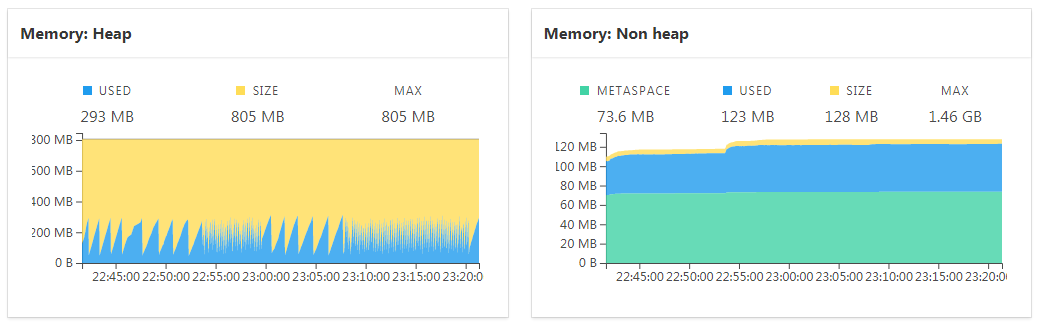 Memory: Heap
USED SIZE MAX
293 MB 805 MB 805 MB
800 MB
600 MB
400 MB
200 MB
0 B
22:45:00 22:50:00 22:55:00 23:00:00 23:05:00 23:10:00 23:15:00 23:20:00
Memory: Non heap
METASPACE USED SIZE MAX
73.6 MB 123 MB 128 MB 1.46 GB
120 MB
100 MB
80 MB
60 MB
40 MB
20 MB
0 B
22:45:00 22:50:00 22:55:00 23:00:00 23:05:00 23:10:00 23:15:00 23:20:00